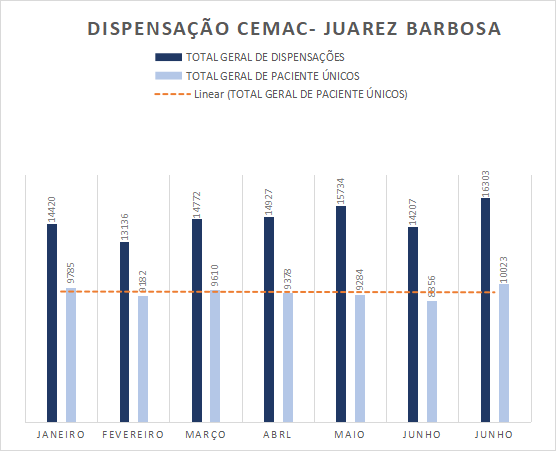 DISPENSAÇÃO CEMAC- JUAREZ BARBOSA
TOTAL GERAL DE DISPENSAÇÕES
TOTAL GERAL DE PACIENTE ÚNICOS
Linear (TOTAL GERAL DE PACIENTE ÚNICOS)
14420
9785
13136
9182
14772
9610
14927
9378
15734
9284
14207
8856
16303
10023
JANEIRO
FEVEREIRO
MARÇO
ABRL
MAIO
JUNHO
JUNHO